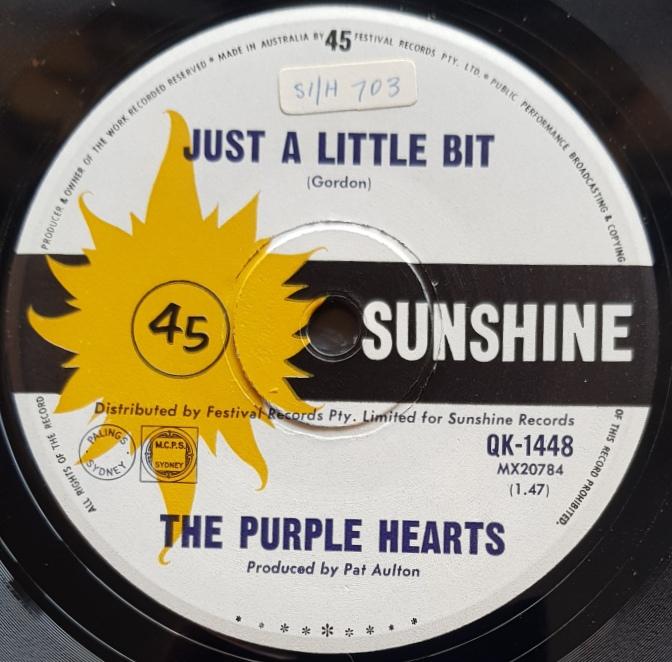 PRODUCER & OWNER OF THE WORK RECORDED RESERVED * MADE IN AUSTRALIA BY 45 FESTIVAL RECORDS PTY. LTD. * PUBLIC PERFORMANCE BROADCASTING & COPYING
SI/H 703
JUST A LITTLE BIT
(Gordon)
45
SUNSHINE
Distributed by Festival Records Pty. Limited for Sunshine Records
ALL RIGHTS OF THE RECORD
OF THIS RECORD PROHIBITED.
PALING'S
SYDNEY
M.C.P.S.
SYDNEY
QK-1448
MX20784
(1.47)
THE PURPLE HEARTS
Produced by Pat Aulton